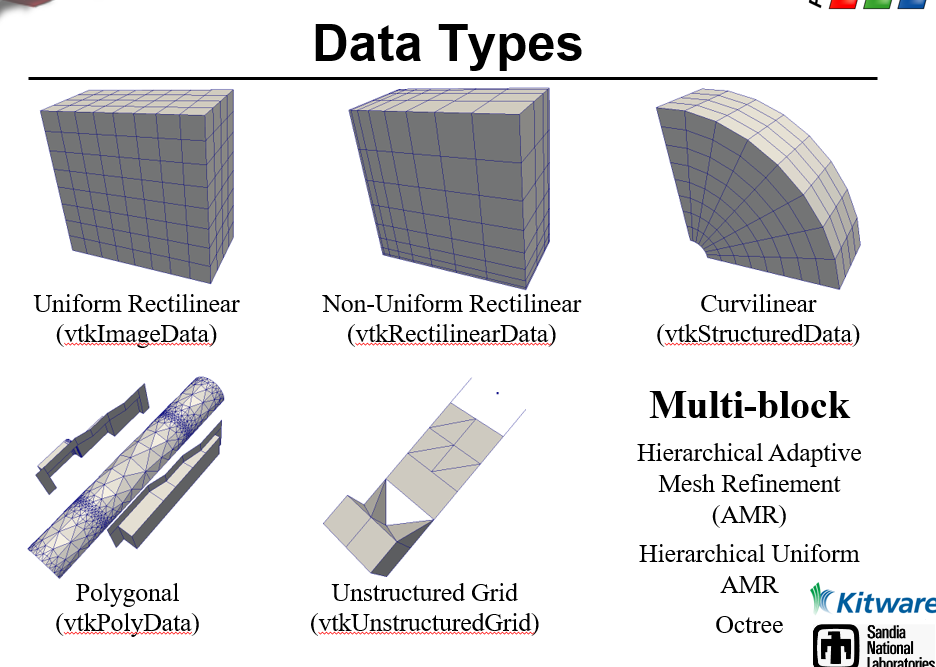 Data Types
Uniform Rectilinear
(vtkImageData)
Non-Uniform Rectilinear
(vtkRectilinearData)
Curvilinear
(vtkStructuredData)
Polygonal
(vtkPolyData)
Unstructured Grid
(vtkUnstructuredGrid)
Multi-block
Hierarchical Adaptive
Mesh Refinement
(AMR)
Hierarchical Uniform
AMR
Octree
Kitware
Sandia
National
Laboratories